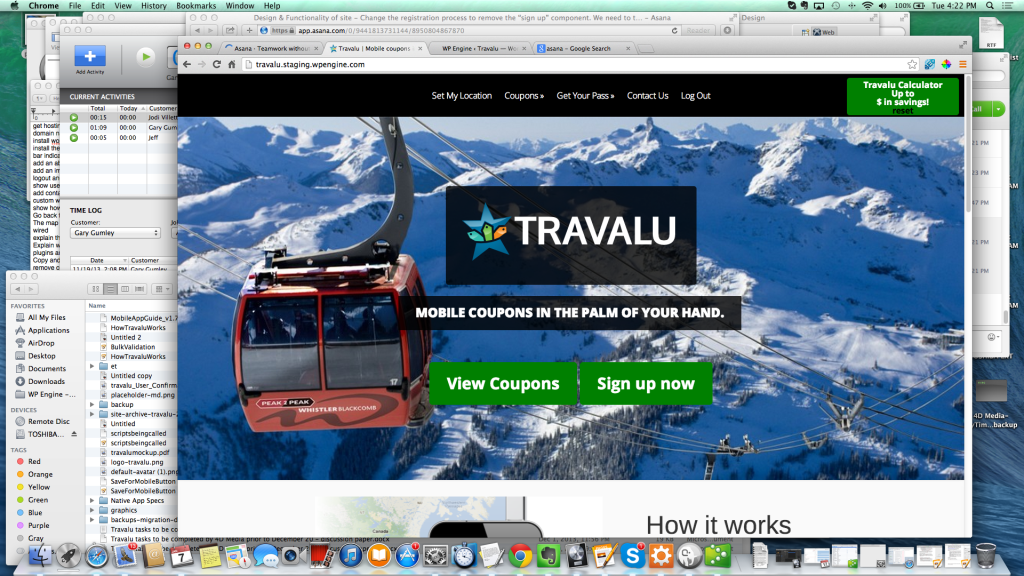 Chrome File Edit View History Bookmarks Window Help
100% Tue 4:22 PM
Design & Functionality of site – Change the registration process to remove the "sign up" component. We need to t... – Asana
Design
https app.asana.com/0/9441813731144/8950804867870
Reader
Web
Asana - Teamwork withou
Travalu | Mobile coupons
WP Engine ‹ Travalu — Wo
asana – Google Search
travalu.staging.wpengine.com
RTF
Add Activity
CURRENT ACTIVITIES
Total Today Customer
00:15 00:00 Jodi Villett
01:09 00:00 Gary Gumle
00:05 00:00 Jeff
TIME LOG
Customer:
Gary Gumley
Date Customer
11/19/13, 2:08 PM Gary Gumley
get hosting
domain n
install wo
install the
bar indica
add an ab
add an im
logout an
show use
add conta
custom w
show how
Go back t
The map
wired
explain th
Explain w
plugins a
Copy and
remove g
Set My Location Coupons » Get Your Pass » Contact Us Log Out
Travalu Calculator
Up to
$ in savings!
reset
TRAVALU
MOBILE COUPONS IN THE PALM OF YOUR HAND.
View Coupons
Sign up now
17
PEAK 2 PEAK
WHISTLER BLACKCOMB
Canada
How it works
FAVORITES
All My Files
Applications
AirDrop
Desktop
Documents
Downloads
WP Engine -...
DEVICES
Remote Disc
TOSHIBA...
TAGS
Red
Orange
Yellow
Green
Blue
Purple
Gray
Name
MobileAppGuide_v1.7
HowTravaluWorks
Untitled 2
BulkValidation
HowTravaluWorks
et
Untitled copy
travalu_User_Confirm
placeholder-md.png
backup
site-archive-travalu-
Untitled
scriptsbeingcalled
scriptsbeingcalled
travalumockup.pdf
logo-travalu.png
default-avatar (1).png
SaveForMobileButton
SaveForMobileButton
Native App Specs
graphics
backups-migration-d
Travalu tasks to be co
Travalu tasks to be completed by 4D Media prior to December 20 - discussion paper.docx
4D Media-
/Tim...backup